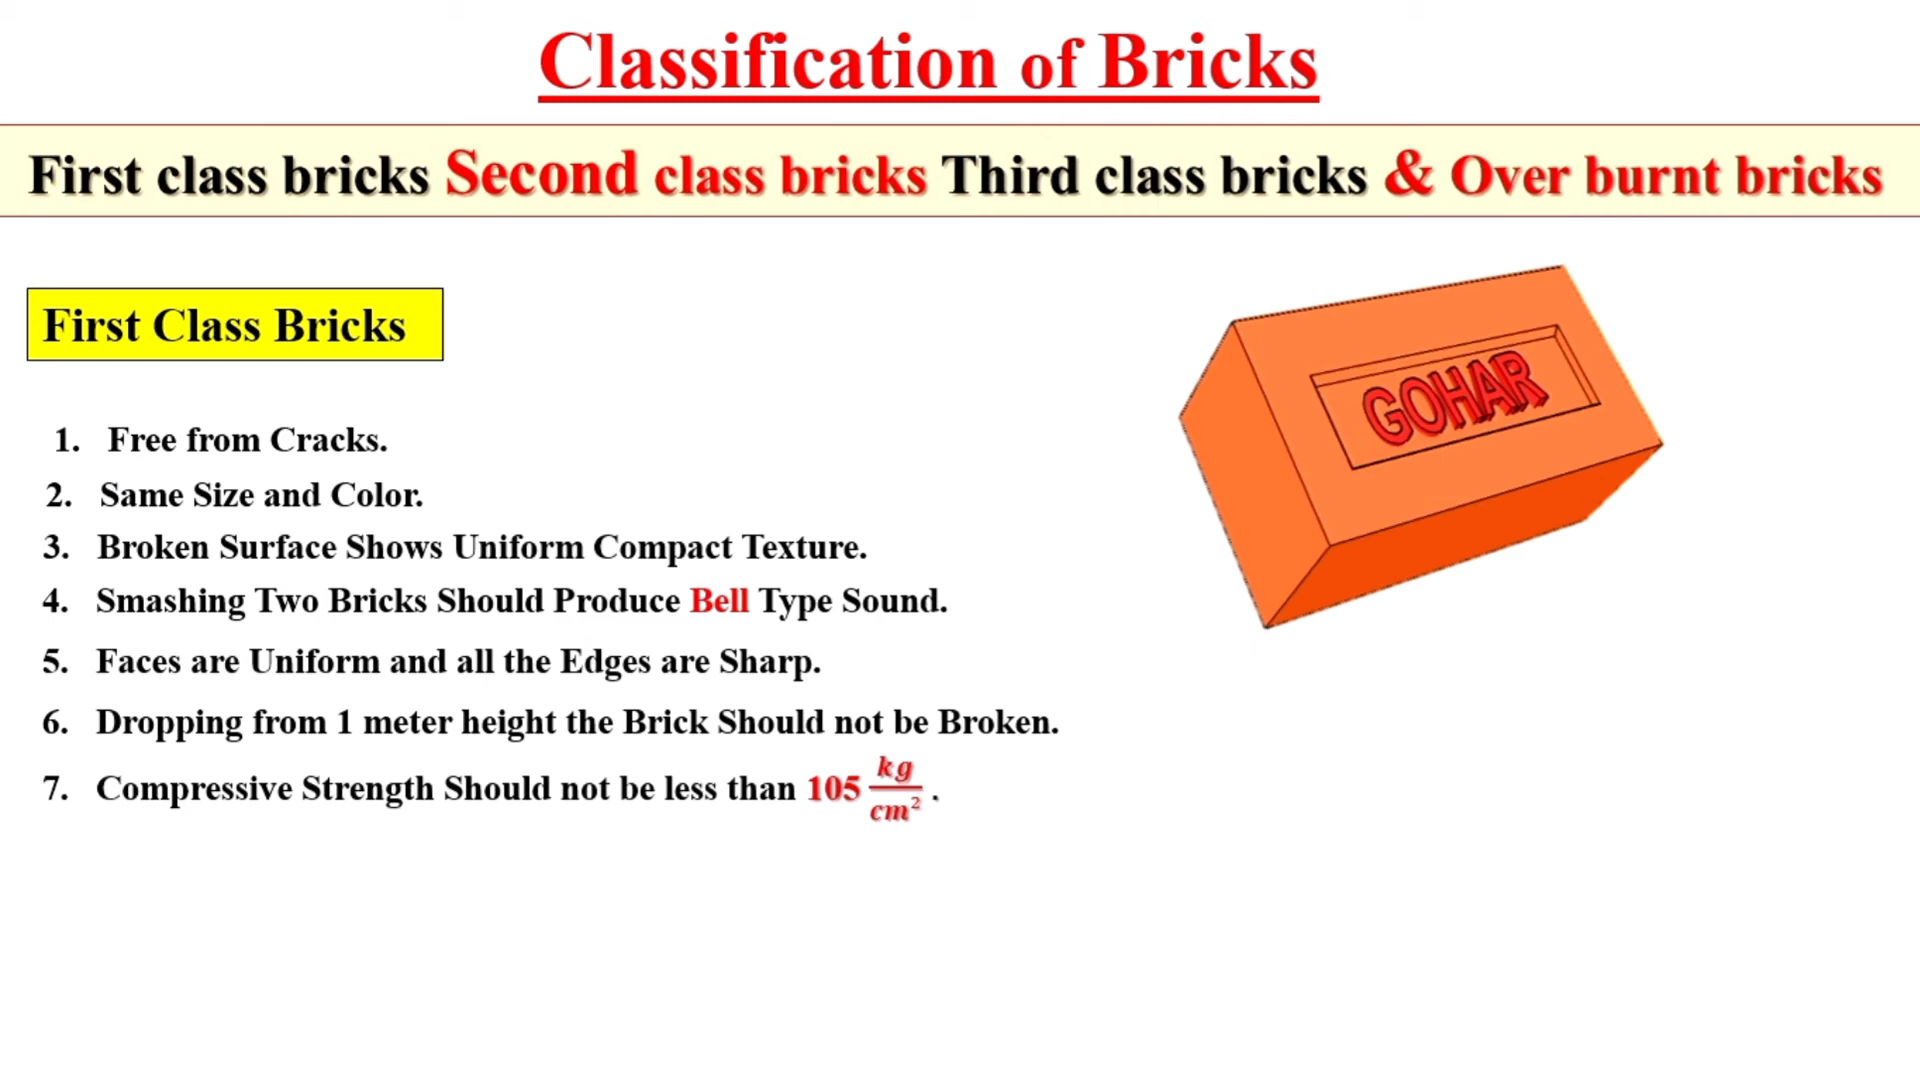 Classification of Bricks
First class bricks Second class bricks Third class bricks & Over burnt bricks
First Class Bricks
GOHAR
1. Free from Cracks.
2. Same Size and Color.
3. Broken Surface Shows Uniform Compact Texture.
4. Smashing Two Bricks Should Produce Bell Type Sound.
5. Faces are Uniform and all the Edges are Sharp.
6. Dropping from 1 meter height the Brick Should not be Broken.
7. Compressive Strength Should not be less than 105 kg/cm² .